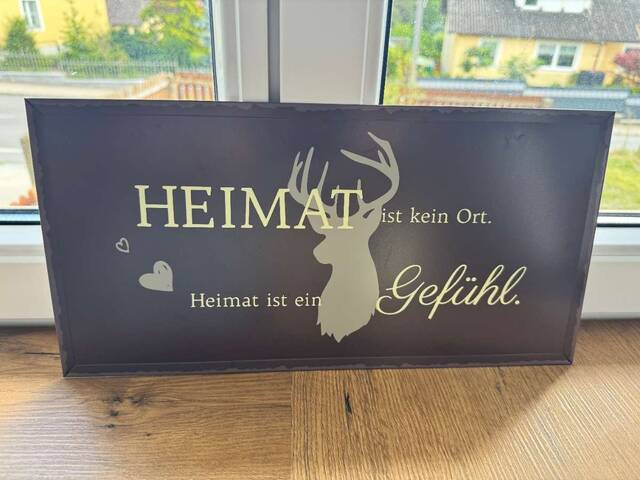 HEIMAT ist kein Ort.
Heimat ist ein Gefühl.